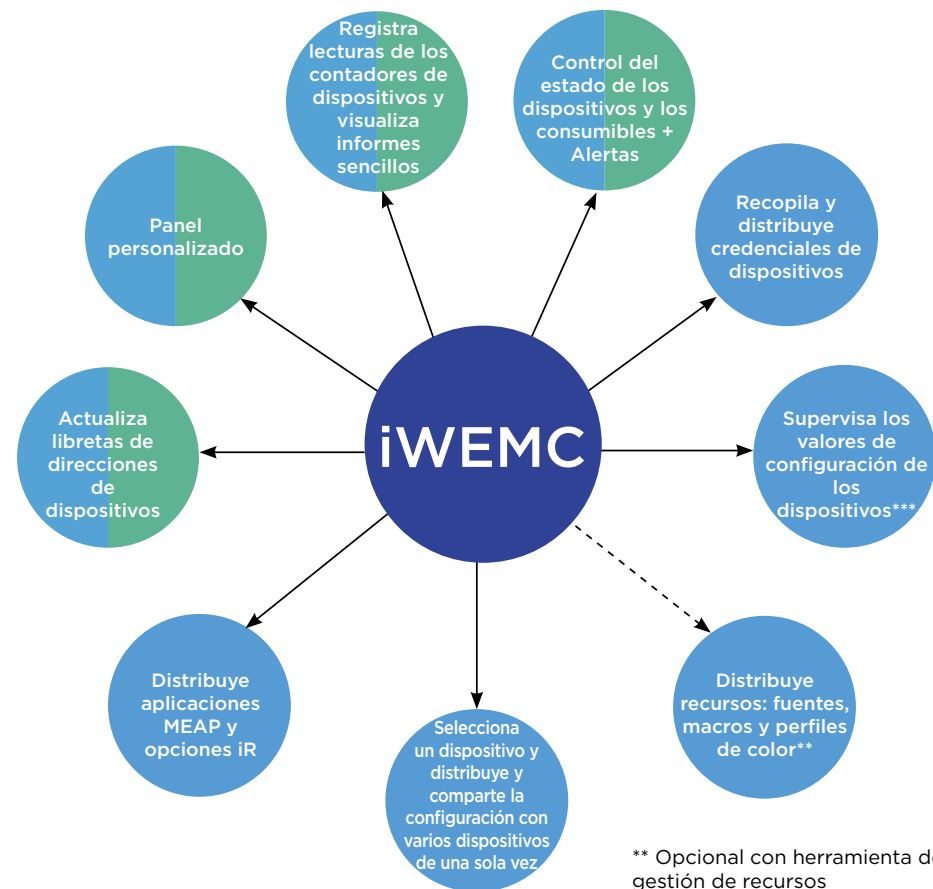 Registra
lecturas de los
contadores de
dispositivos y
visualiza
informes
sencillos
Control del
estado de los
dispositivos y los
consumibles +
Alertas
Panel
personalizado
Recopila y
distribuye
credenciales de
dispositivos
iWEMC
Actualiza
libretas de
direcciones
de
dispositivos
Supervisa los
valores de
configuración de
los
dispositivos***
Distribuye
aplicaciones
MEAP y
opciones iR
Selecciona
un dispositivo y
distribuye y
comparte la
configuración con
varios dispositivos
de una sola vez
Distribuye
recursos: fuentes,
macros y perfiles
de color**
** Opcional con herramienta de
gestión de recursos